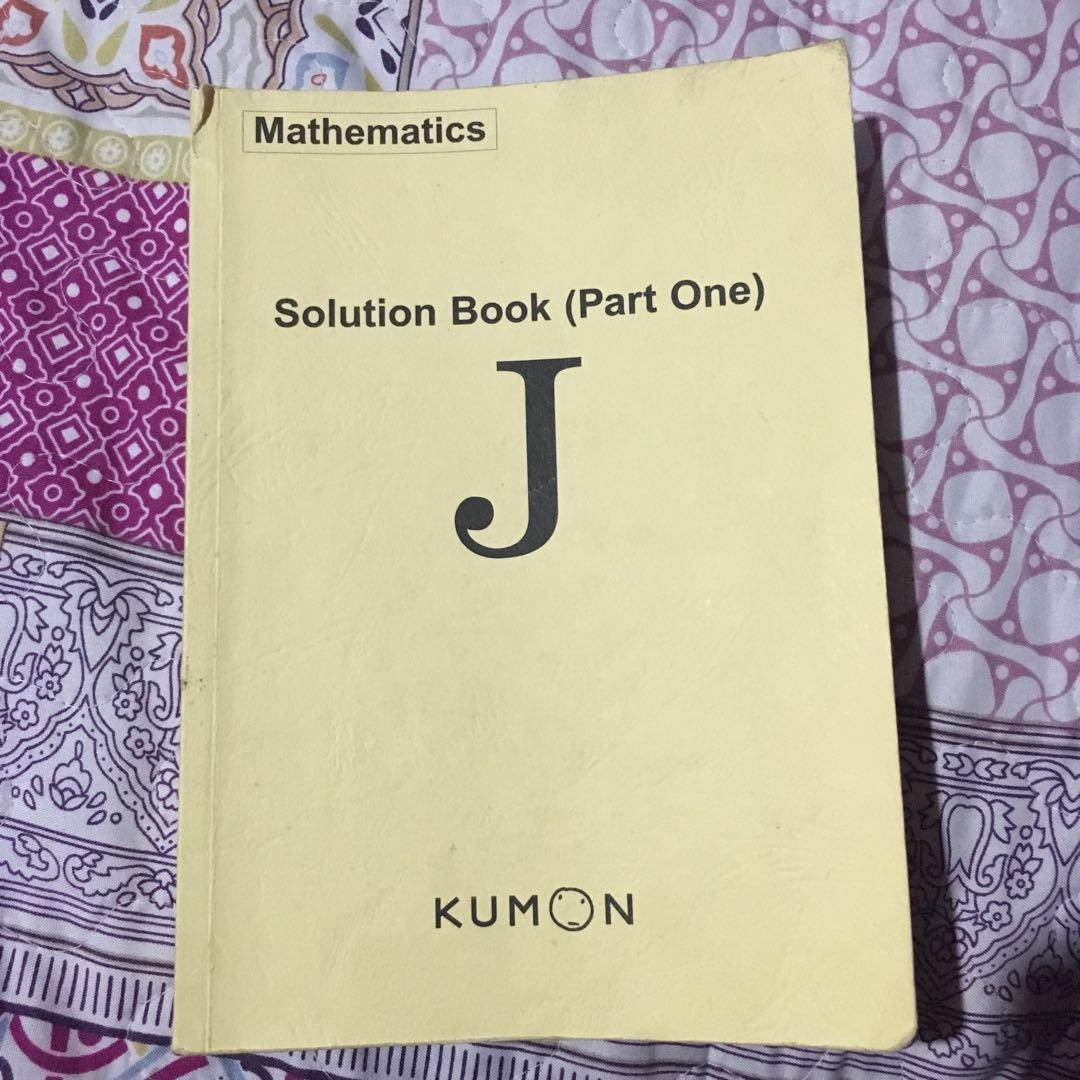 Mathematics
Solution Book (Part One)
J
KUMON